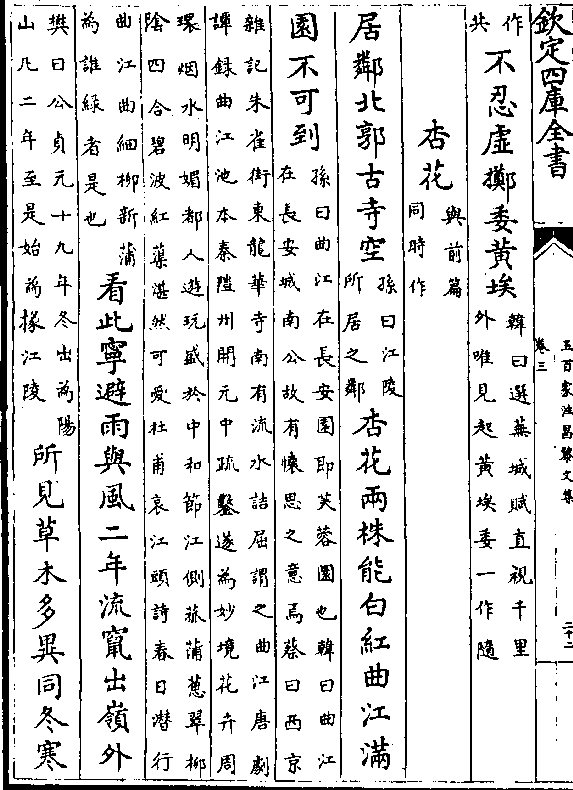 欽定四庫全書
五百家注昌黎文集
卷三
二十二
作
共
不忍虛擲委黃埃
韓曰選蕪城賦直視千里
外唯見起黃埃委一作隨
杏花
與前篇
同時作
居鄰北郭古寺空
孫曰江陵
所居之鄰
杏花兩株能白紅曲江滿
園不可到
孫曰曲江在長安園即芙蓉園也韓曰曲江
在長安城南公故有懷思之意焉蔡曰西京
雜記朱雀街東龍華寺南有流水詰屈謂之曲江唐劇
譚録曲江池本秦隑州開元中疏鑿遂為妙境花卉周
環烟水明媚都人遊玩盛於中和節江側菰蒲蔥翠柳
陰四合碧波紅蕖湛然可愛杜甫哀江頭詩春日潛行
曲江曲細柳新蒲
為誰綠者是也
看此寧避雨與風二年流竄出嶺外
樊曰公貞元十九年冬出為陽
山凡二年至是始為掾江陵
所見草木多異同冬寒